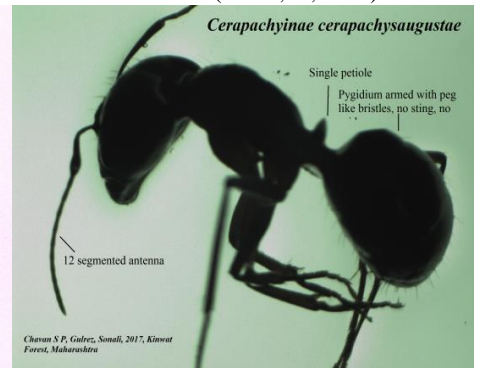 Cerapachyinae cerapachysaugustae
Single petiole
Pygidium armed with peg
like bristles, no sting, no
12 segmented antenna
Chavan S P, Gulrez, Sonali, 2017, Kinwat
Forest, Maharashtra